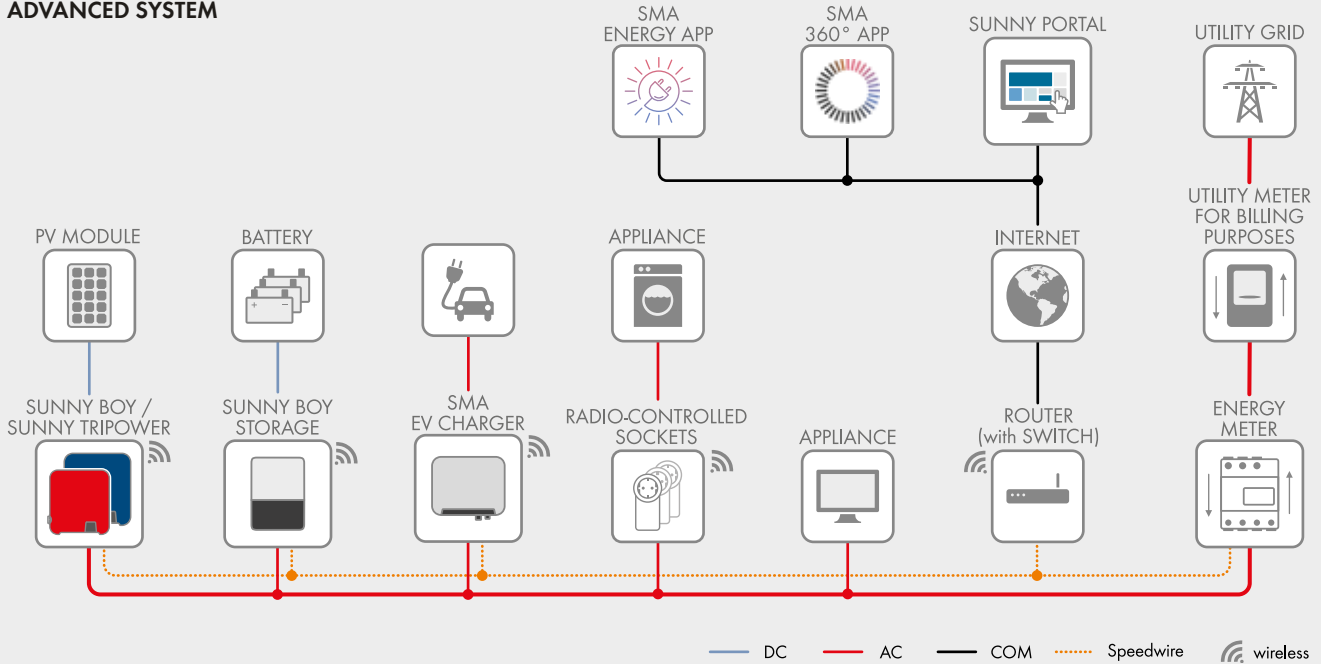 ADVANCED SYSTEM
SMA
ENERGY APP
SMA
360° APP
SUNNY PORTAL
UTILITY GRID
PV MODULE
BATTERY
APPLIANCE
INTERNET
UTILITY METER
FOR BILLING
PURPOSES
SUNNY BOY /
SUNNY TRIPOWER
SUNNY BOY
STORAGE
SMA
EV CHARGER
RADIO-CONTROLLED
SOCKETS
APPLIANCE
ROUTER
(with SWITCH)
ENERGY
METER
DC
AC
COM
Speedwire
wireless